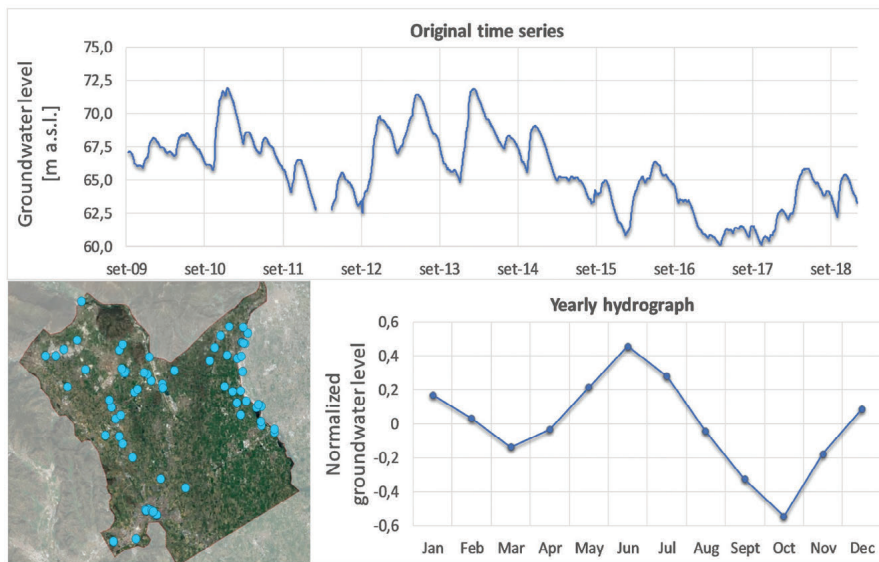 Original time series
Groundwater level
[m a.s.l.]
75,0
72,5
70,0
67,5
65,0
62,5
60,0
set-09 set-10 set-11 set-12 set-13 set-14 set-15 set-16 set-17 set-18
Yearly hydrograph
Normalized
groundwater level
0,6
0,4
0,2
0
-0,2
-0,4
-0,6
Jan Feb Mar Apr May Jun Jul Aug Sept Oct Nov Dec